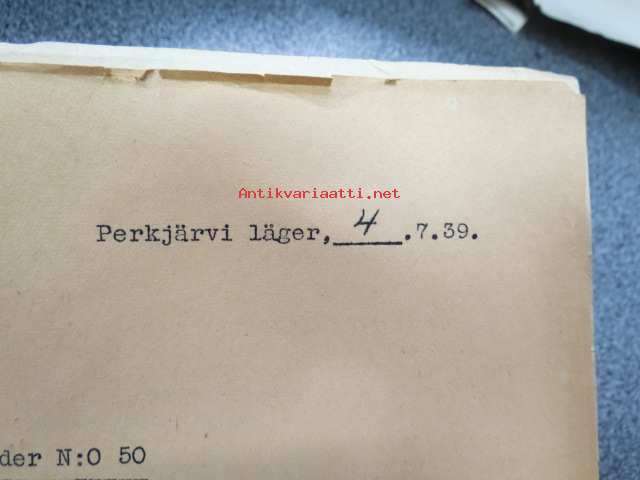 Antikvariaatti.net
Perkjärvi läger, 4 .7.39.
der N:O 50